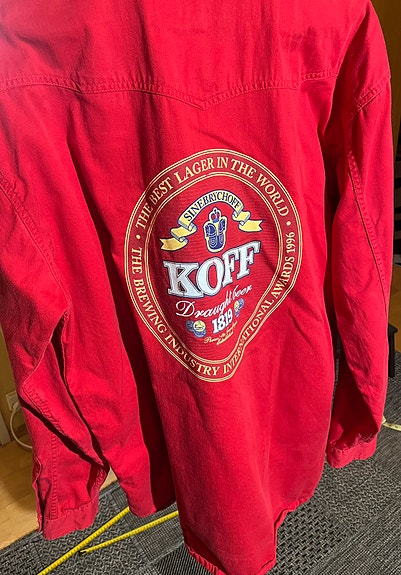 THE BEST LAGER IN THE WORLD
• THE BREWING INDUSTRY INTERNATIONAL AWARDS 1996 •
SINEBRYCHOFF
KOFF
Draught beer
1819